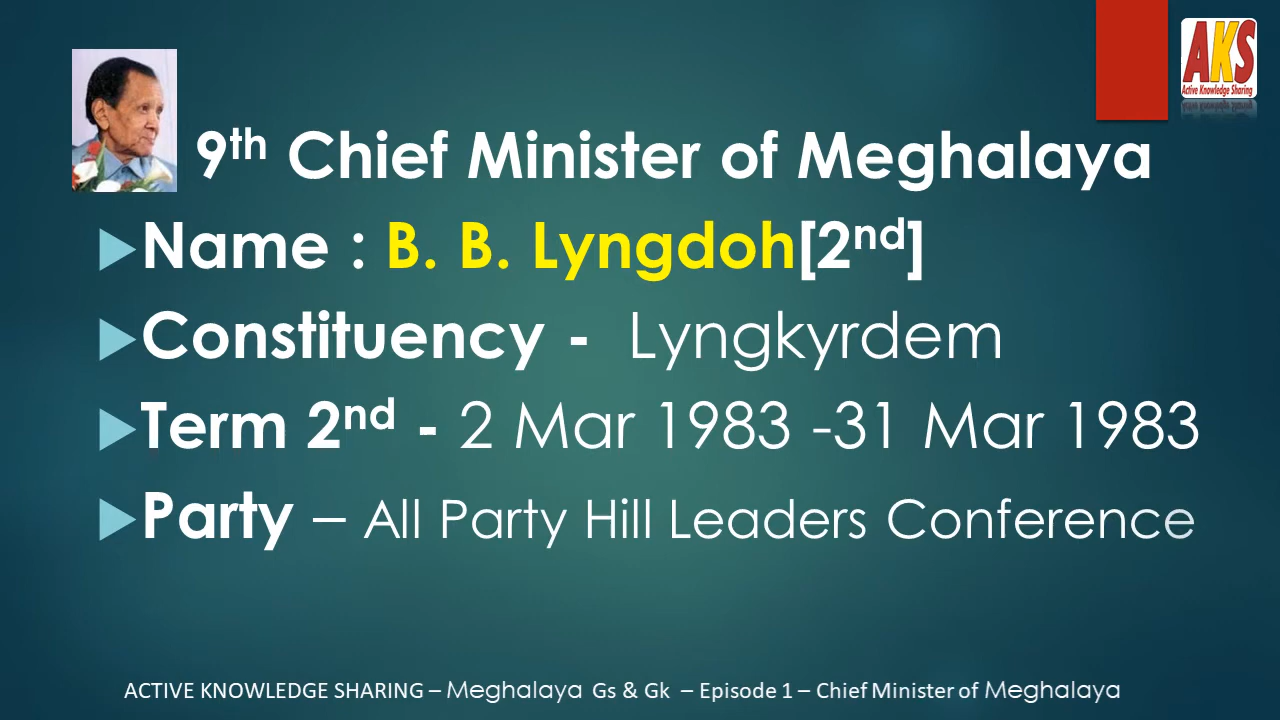 AKS
Active Knowledge Sharing
9th Chief Minister of Meghalaya
Name : B. B. Lyngdoh[2nd]
Constituency - Lyngkyrdem
Term 2nd - 2 Mar 1983 -31 Mar 1983
Party – All Party Hill Leaders Conference
ACTIVE KNOWLEDGE SHARING – Meghalaya Gs & Gk – Episode 1 – Chief Minister of Meghalaya